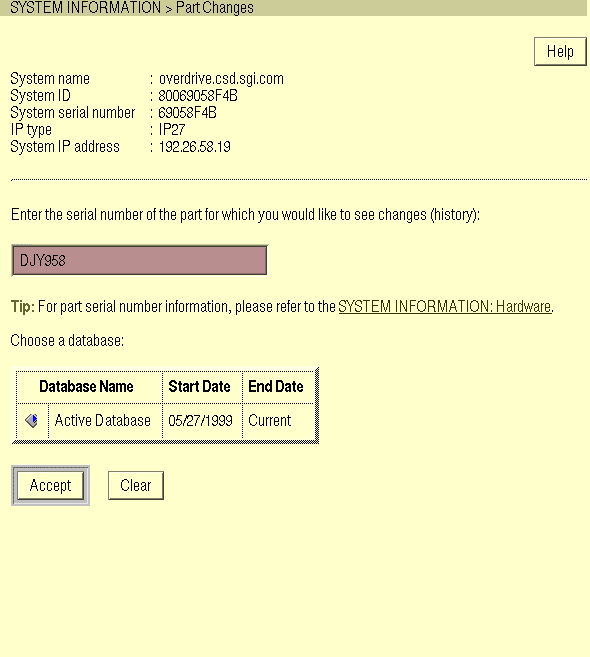 SYSTEM INFORMATION > Part Changes
Help
System name : overdrive.csd.sgi.com
System ID : 80069058F4B
System serial number : 69058F4B
IP type : IP27
System IP address : 192.26.58.19
Enter the serial number of the part for which you would like to see changes (history):
DJY958
Tip: For part serial number information, please refer to the SYSTEM INFORMATION: Hardware.
Choose a database:
Database Name Start Date End Date
Active Database 05/27/1999 Current
Accept Clear